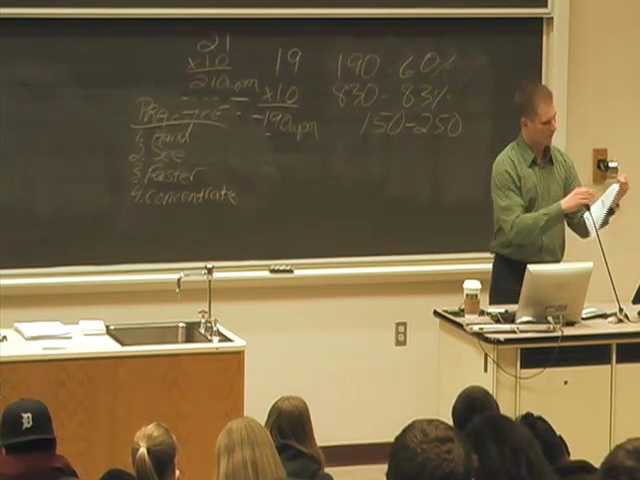 21
x10
210wpm
19
x10
190wpm
190 - 60%
830 - 83%
150-250
PRACTICE
1. Hand
2. See
3. Faster
4. Concentrate
D